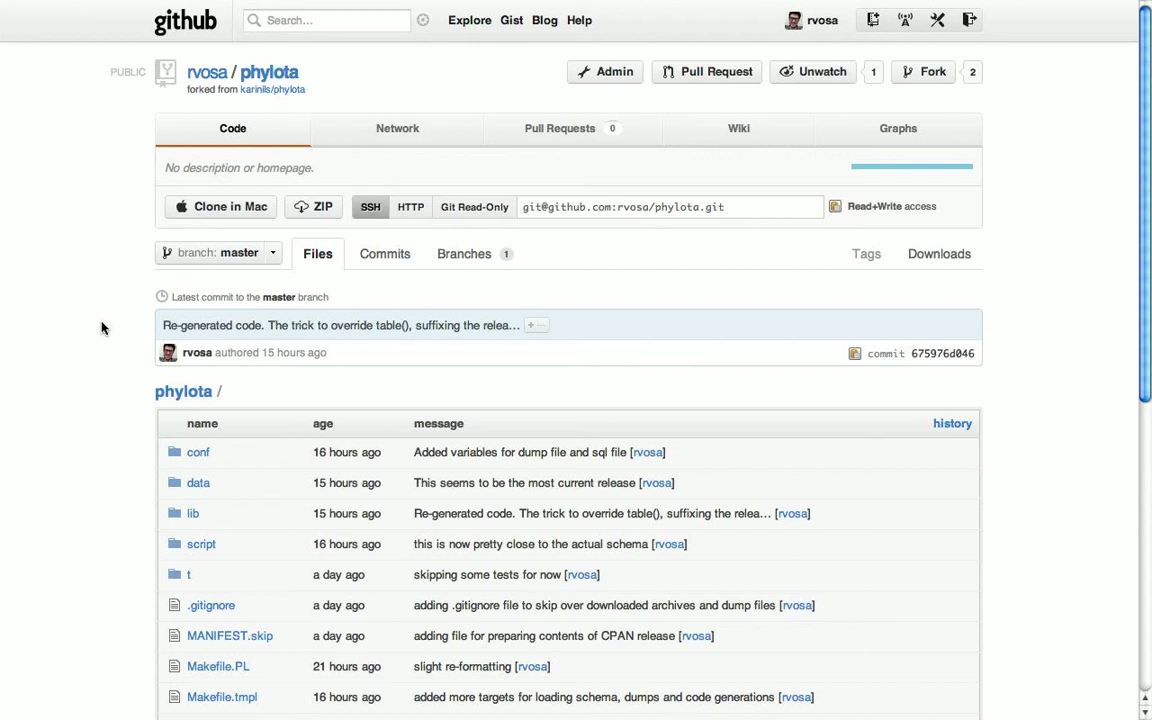 github Search... Explore Gist Blog Help rvosa
PUBLIC rvosa / phylota Admin Pull Request Unwatch 1 Fork 2
forked from karinils/phylota
Code Network Pull Requests 0 Wiki Graphs
No description or homepage.
Clone in Mac ZIP SSH HTTP Git Read-Only git@github.com:rvosa/phylota.git Read+Write access
branch: master Files Commits Branches 1 Tags Downloads
Latest commit to the master branch
Re-generated code. The trick to override table(), suffixing the relea... + ...
rvosa authored 15 hours ago commit 675976d046
phylota /
name age message history
conf 16 hours ago Added variables for dump file and sql file [rvosa]
data 15 hours ago This seems to be the most current release [rvosa]
lib 15 hours ago Re-generated code. The trick to override table(), suffixing the relea... [rvosa]
script 16 hours ago this is now pretty close to the actual schema [rvosa]
t a day ago skipping some tests for now [rvosa]
.gitignore a day ago adding .gitignore file to skip over downloaded archives and dump files [rvosa]
MANIFEST.skip a day ago adding file for preparing contents of CPAN release [rvosa]
Makefile.PL 21 hours ago slight re-formatting [rvosa]
Makefile.tmpl 16 hours ago added more targets for loading schema, dumps and code generations [rvosa]